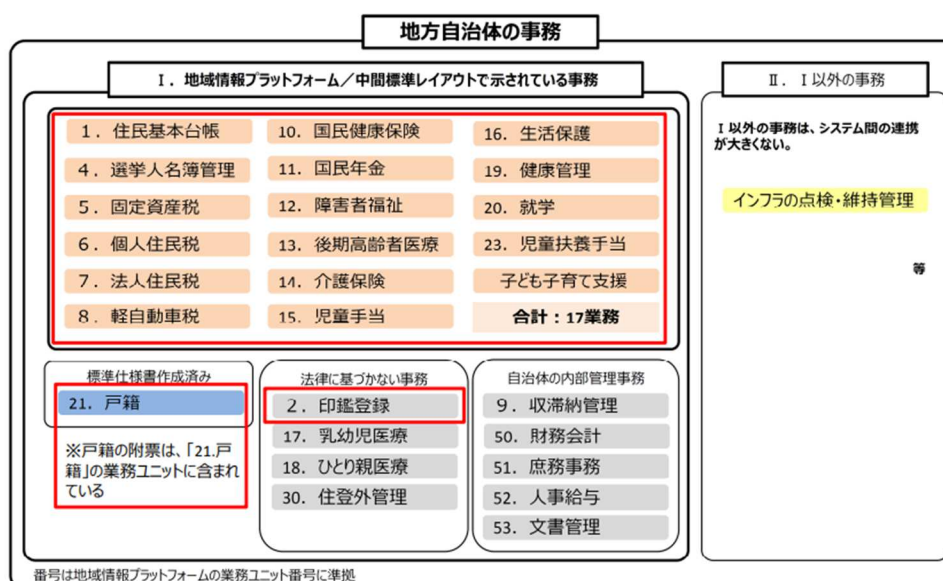 地方自治体の事務
Ⅰ．地域情報プラットフォーム／中間標準レイアウトで示されている事務
1．住民基本台帳
4．選挙人名簿管理
5．固定資産税
6．個人住民税
7．法人住民税
8．軽自動車税
10．国民健康保険
11．国民年金
12．障害者福祉
13．後期高齢者医療
14．介護保険
15．児童手当
16．生活保護
19．健康管理
20．就学
23．児童扶養手当
子ども子育て支援
合計：17業務
標準仕様書作成済み
21．戸籍
※戸籍の附票は、「21.戸
籍」の業務ユニットに含まれ
ている
法律に基づかない事務
2．印鑑登録
17．乳幼児医療
18．ひとり親医療
30．住登外管理
自治体の内部管理事務
9．収滞納管理
50．財務会計
51．庶務事務
52．人事給与
53．文書管理
Ⅱ．Ⅰ以外の事務
Ⅰ以外の事務は、システム間の連携
が大きくない。
インフラの点検・維持管理
等
番号は地域情報プラットフォームの業務ユニット番号に準拠